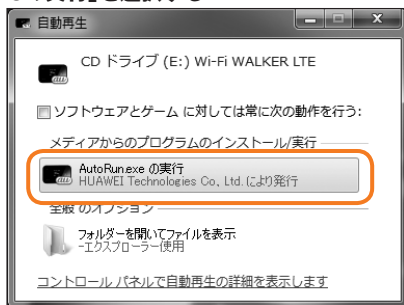 自動再生
CD ドライブ (E:) Wi-Fi WALKER LTE
au
ソフトウェアとゲーム に対しては常に次の動作を行う:
メディアからのプログラムのインストール/実行
AutoRun.exe の実行
au
HUAWEI Technologies Co., Ltd. により発行
全般 のオプション
フォルダーを開いてファイルを表示
-エクスプローラー使用
コントロール パネルで自動再生の詳細を表示します